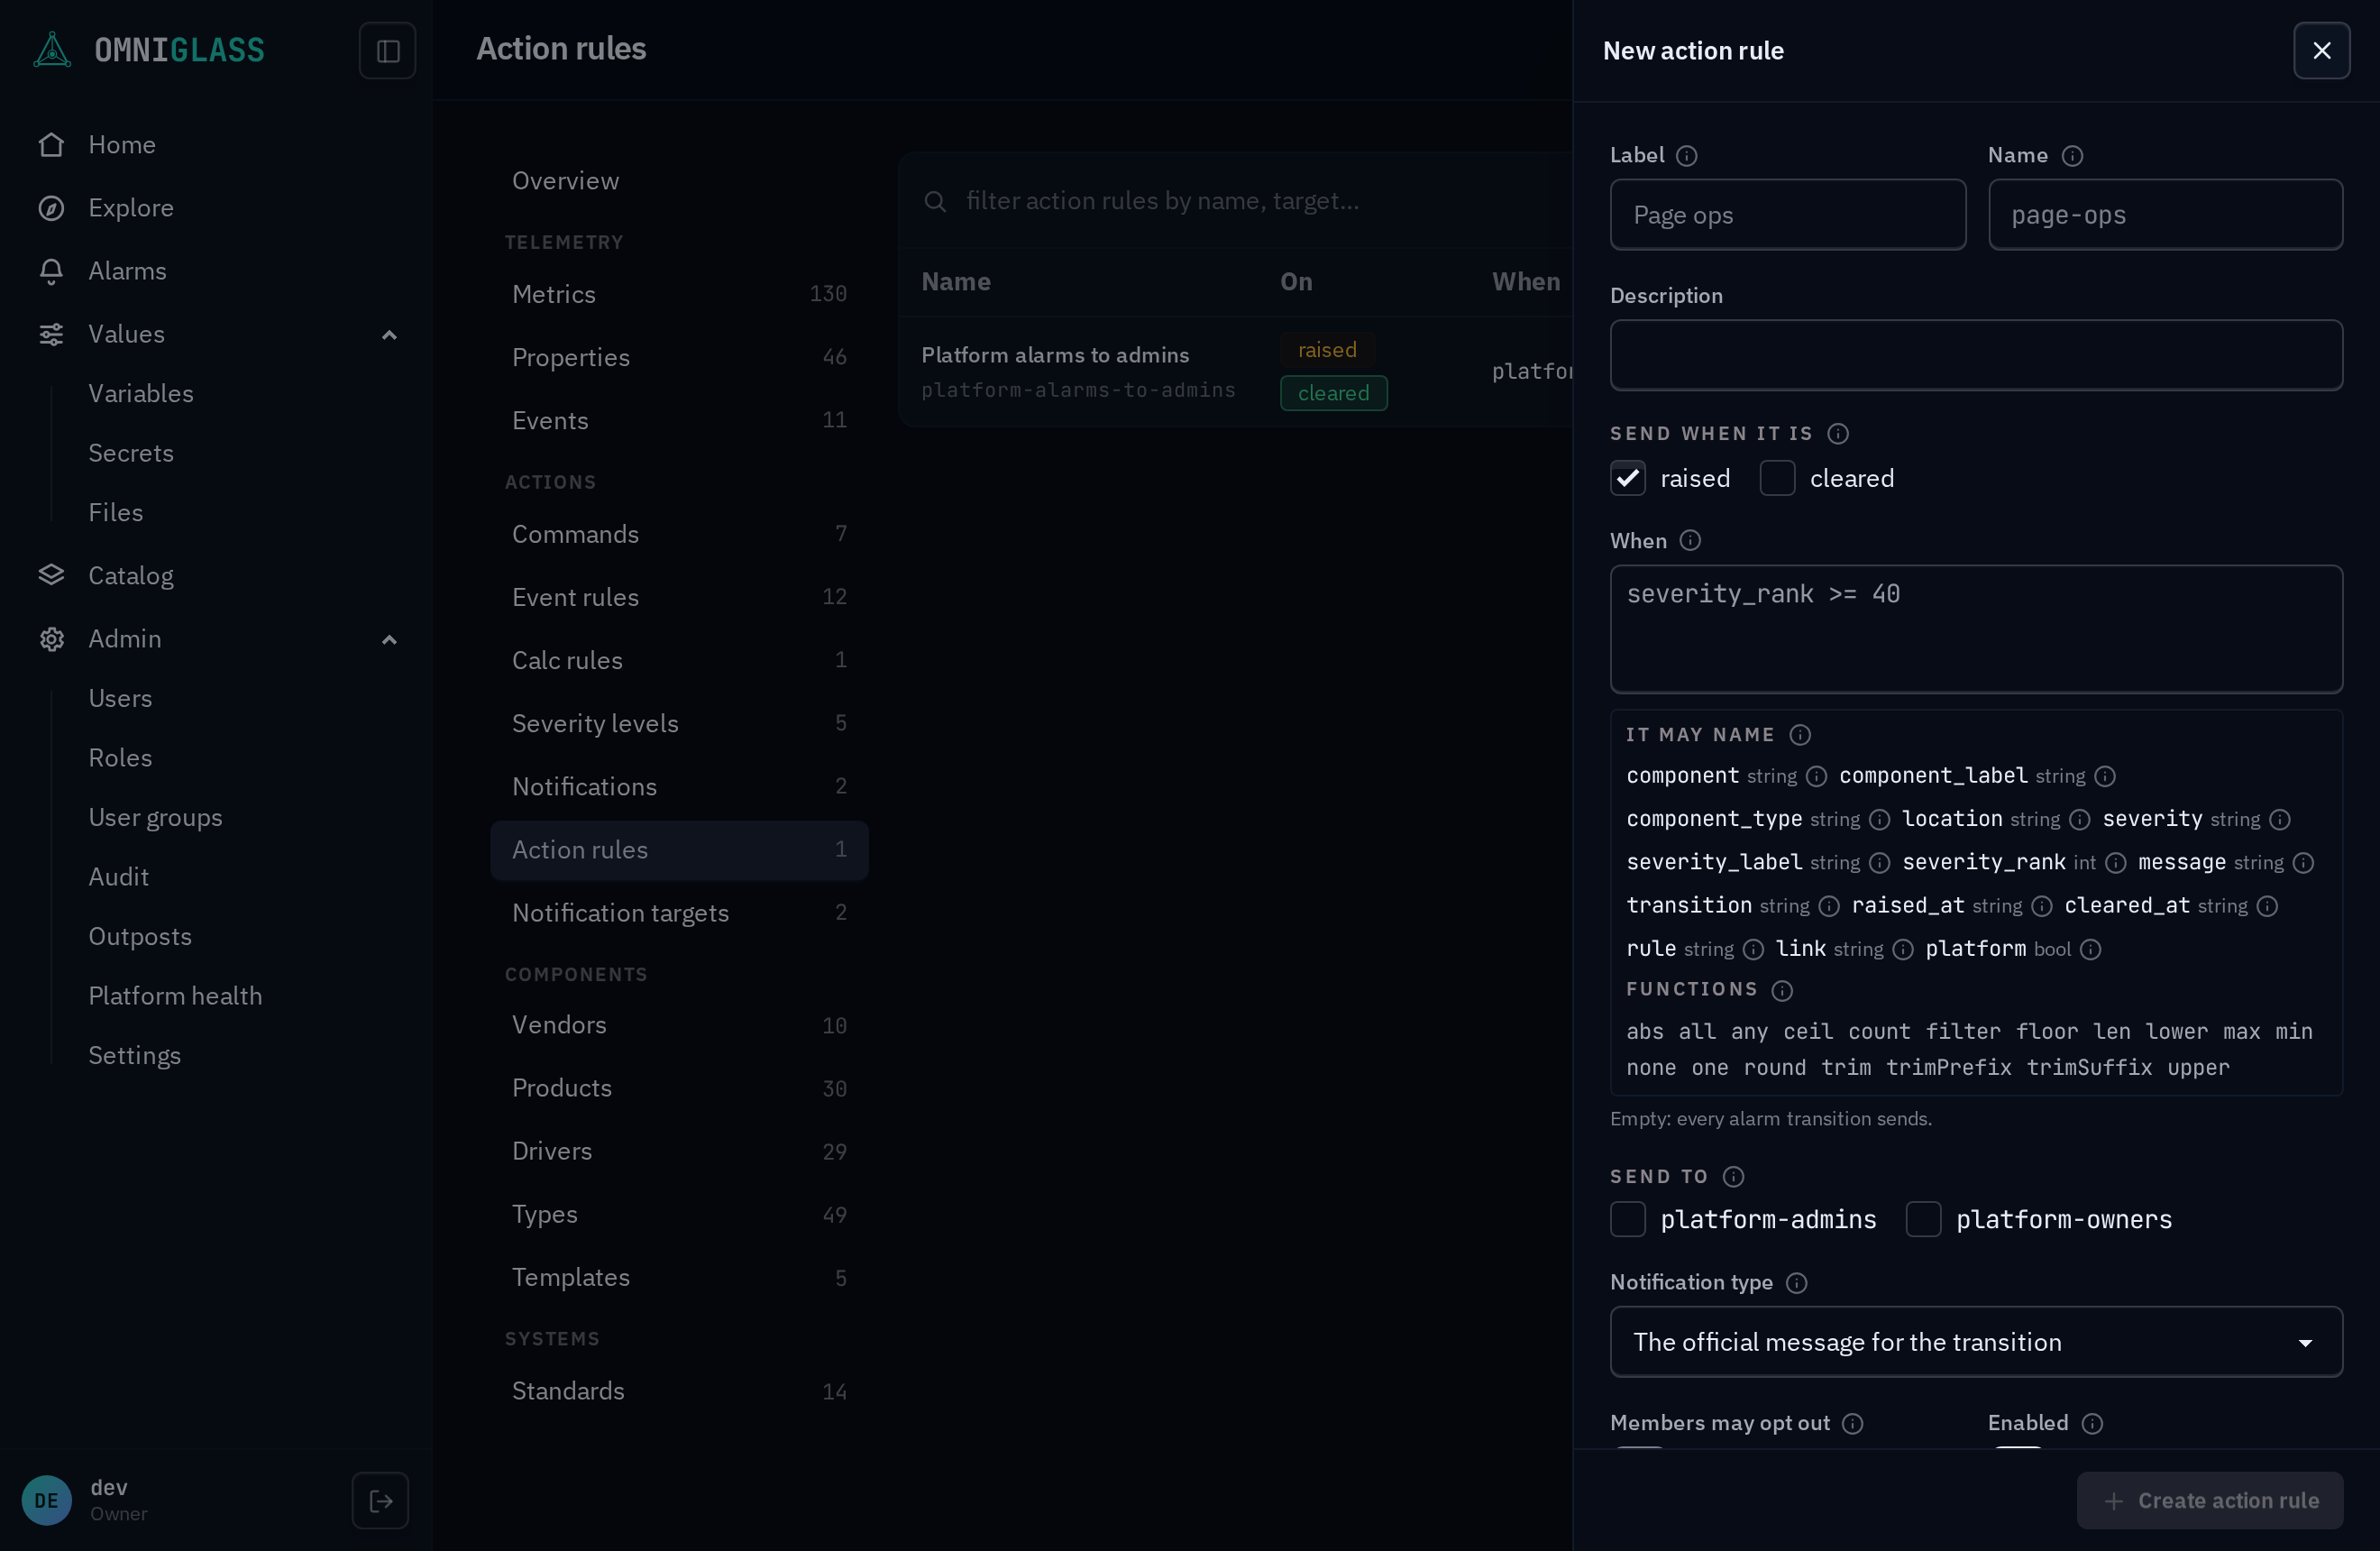 OMNIGLASS
Home
Explore
Alarms
Values
Variables
Secrets
Files
Catalog
Admin
Users
Roles
User groups
Audit
Outposts
Platform health
Settings
DE
dev
Owner
Action rules
Overview
TELEMETRY
Metrics 130
Properties 46
Events 11
ACTIONS
Commands 7
Event rules 12
Calc rules 1
Severity levels 5
Notifications 2
Action rules 1
Notification targets 2
COMPONENTS
Vendors 10
Products 30
Drivers 29
Types 49
Templates 5
SYSTEMS
Standards 14
filter action rules by name, target...
Name On When
Platform alarms to admins
platform-alarms-to-admins
raised
cleared
New action rule
Label Name
Page ops page-ops
Description
SEND WHEN IT IS
raised cleared
When
severity_rank >= 40
IT MAY NAME
component string component_label string
component_type string location string severity string
severity_label string severity_rank int message string
transition string raised_at string cleared_at string
rule string link string platform bool
FUNCTIONS
abs all any ceil count filter floor len lower max min
none one round trim trimPrefix trimSuffix upper
Empty: every alarm transition sends.
SEND TO
platform-admins platform-owners
Notification type
The official message for the transition
Members may opt out Enabled
Create action rule